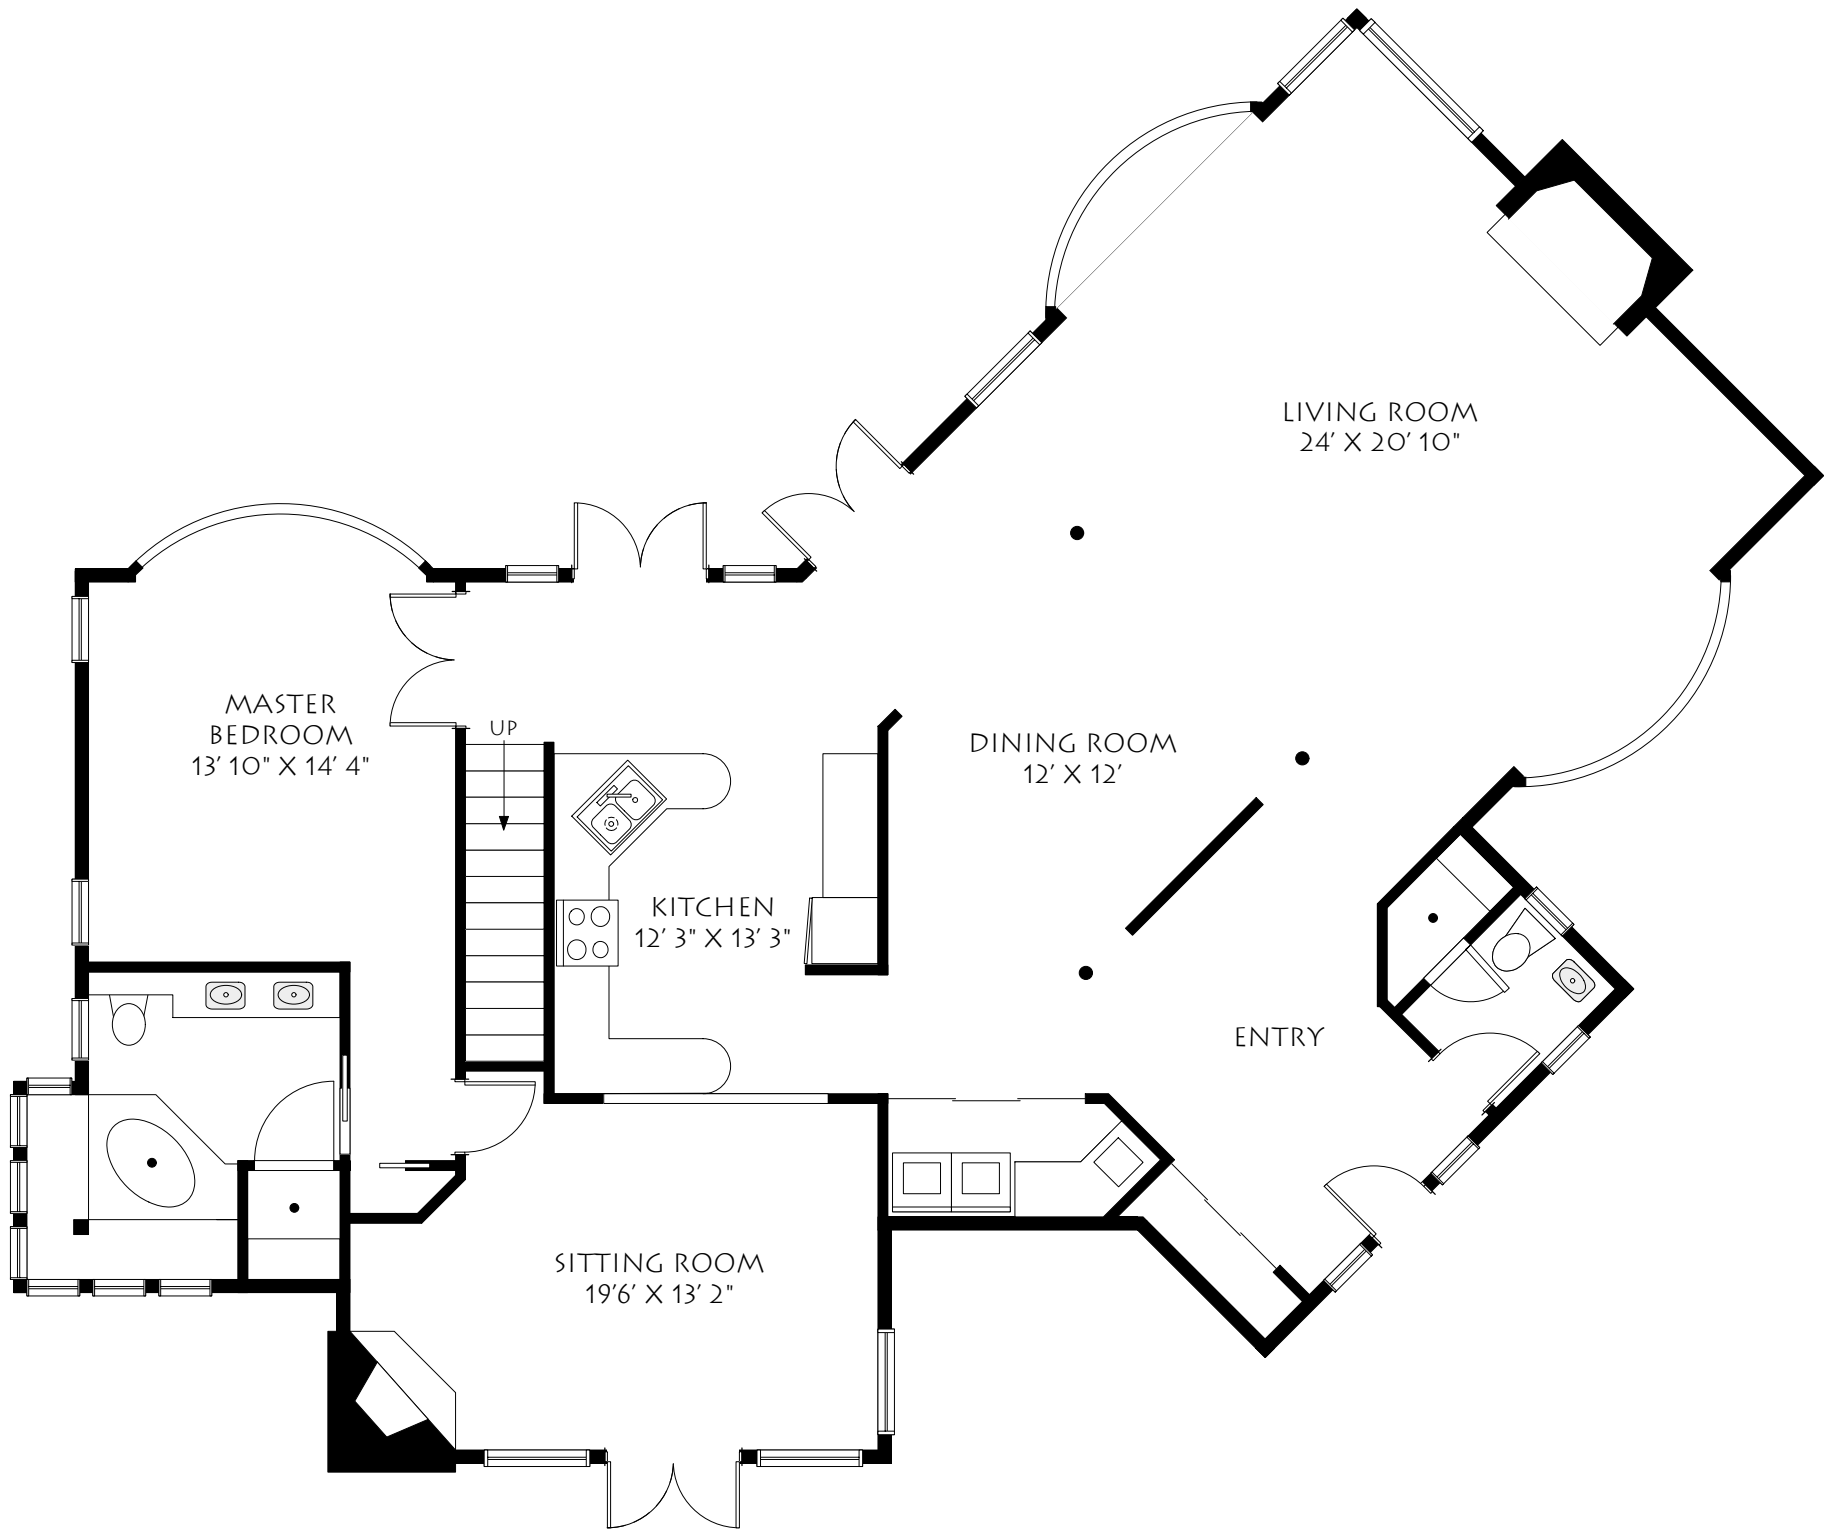 LIVING ROOM
24' X 20' 10"
MASTER
BEDROOM
13' 10" X 14' 4"
UP
DINING ROOM
12' X 12'
KITCHEN
12' 3" X 13' 3"
ENTRY
SITTING ROOM
19'6' X 13' 2"